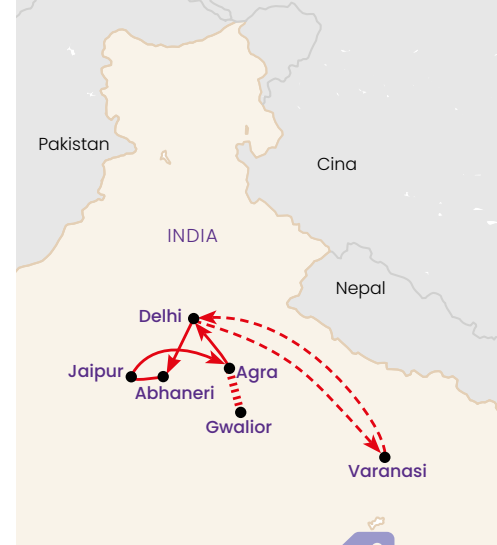 Pakistan
Cina
INDIA
Nepal
Delhi
Jaipur
Agra
Abhaneri
Gwalior
Varanasi